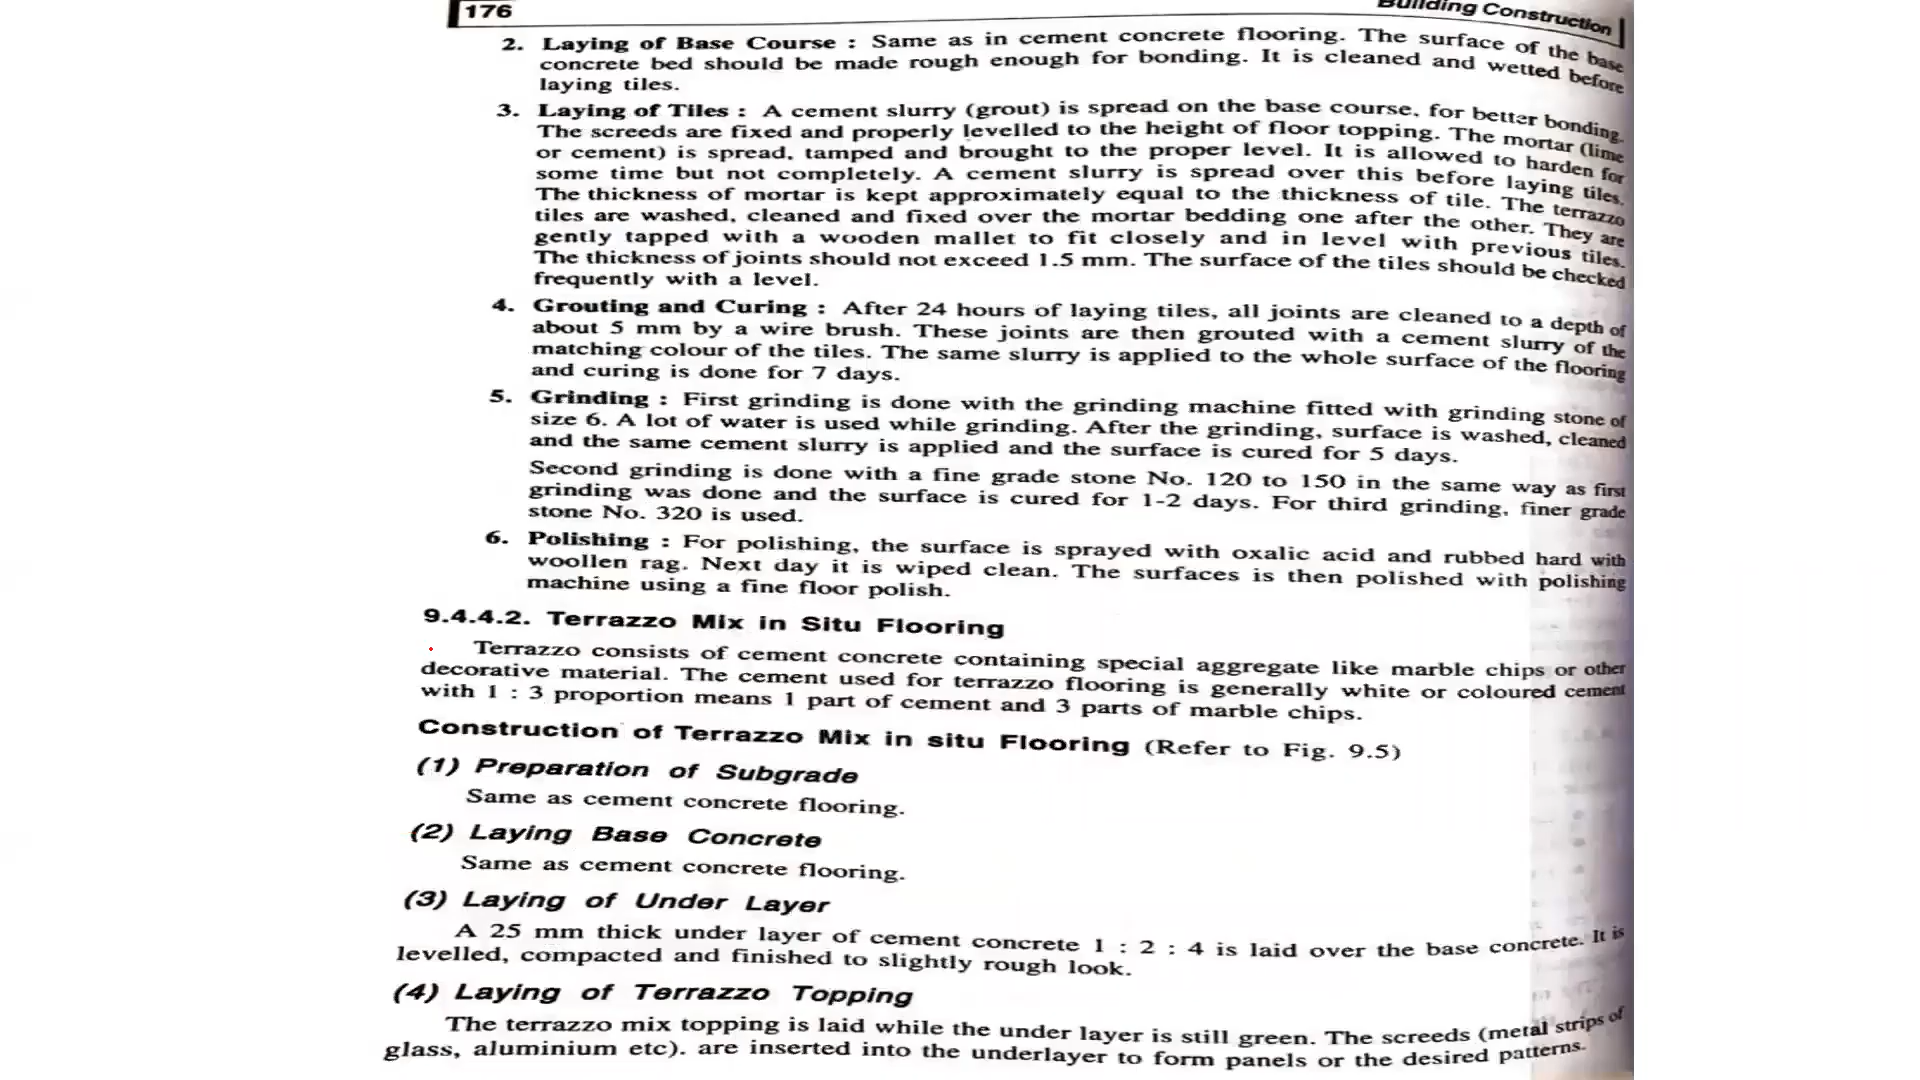 176
Building Construction
2. Laying of Base Course : Same as in cement concrete flooring. The surface of the base
concrete bed should be made rough enough for bonding. It is cleaned and wetted before
laying tiles.
3. Laying of Tiles : A cement slurry (grout) is spread on the base course, for better bonding.
The screeds are fixed and properly levelled to the height of floor topping. The mortar (lime
or cement) is spread, tamped and brought to the proper level. It is allowed to harden for
some time but not completely. A cement slurry is spread over this before laying tiles.
The thickness of mortar is kept approximately equal to the thickness of tile. The terrazzo
tiles are washed, cleaned and fixed over the mortar bedding one after the other. They are
gently tapped with a wooden mallet to fit closely and in level with previous tiles.
The thickness of joints should not exceed 1.5 mm. The surface of the tiles should be checked
frequently with a level.
4. Grouting and Curing : After 24 hours of laying tiles, all joints are cleaned to a depth of
about 5 mm by a wire brush. These joints are then grouted with a cement slurry of the
matching colour of the tiles. The same slurry is applied to the whole surface of the flooring
and curing is done for 7 days.
5. Grinding : First grinding is done with the grinding machine fitted with grinding stone of
size 6. A lot of water is used while grinding. After the grinding, surface is washed, cleaned
and the same cement slurry is applied and the surface is cured for 5 days.
Second grinding is done with a fine grade stone No. 120 to 150 in the same way as first
grinding was done and the surface is cured for 1-2 days. For third grinding, finer grade
stone No. 320 is used.
6. Polishing : For polishing, the surface is sprayed with oxalic acid and rubbed hard with
woollen rag. Next day it is wiped clean. The surfaces is then polished with polishing
machine using a fine floor polish.
9.4.4.2. Terrazzo Mix in Situ Flooring
Terrazzo consists of cement concrete containing special aggregate like marble chips or other
decorative material. The cement used for terrazzo flooring is generally white or coloured cement
with 1 : 3 proportion means 1 part of cement and 3 parts of marble chips.
Construction of Terrazzo Mix in situ Flooring (Refer to Fig. 9.5)
(1) Preparation of Subgrade
Same as cement concrete flooring.
(2) Laying Base Concrete
Same as cement concrete flooring.
(3) Laying of Under Layer
A 25 mm thick under layer of cement concrete 1 : 2 : 4 is laid over the base concrete. It is
levelled, compacted and finished to slightly rough look.
(4) Laying of Terrazzo Topping
The terrazzo mix topping is laid while the under layer is still green. The screeds (metal strips of
glass, aluminium etc). are inserted into the underlayer to form panels or the desired patterns.